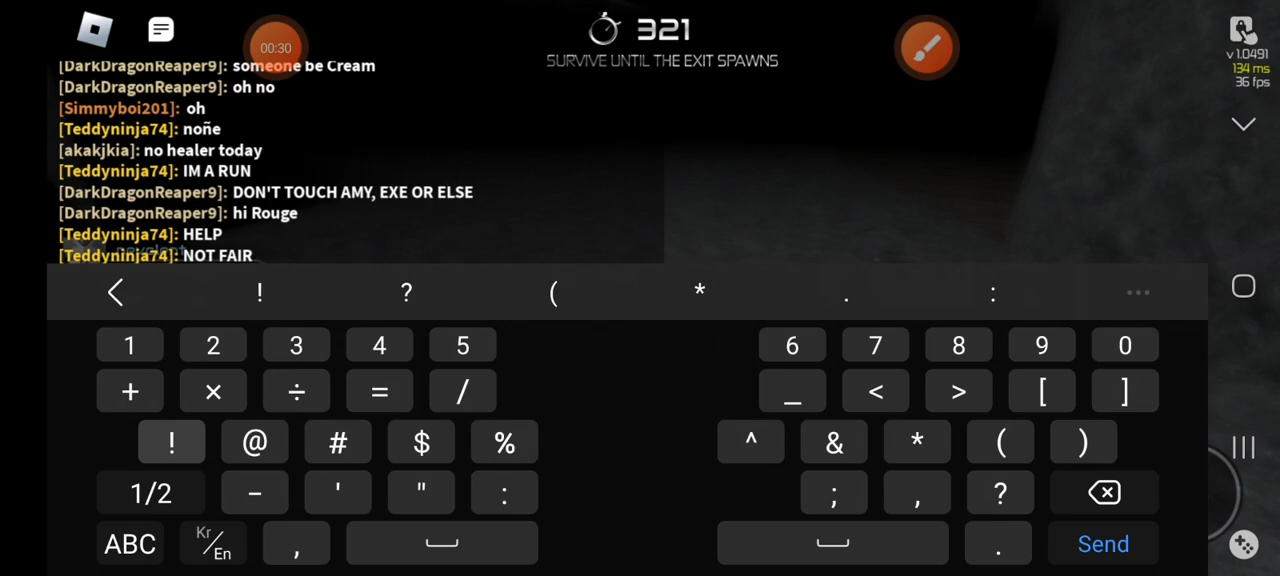 00:30
321
SURVIVE UNTIL THE EXIT SPAWNS
v 1.0491
134 ms
36 fps
[DarkDragonReaper9]: someone be Cream
[DarkDragonReaper9]: oh no
[Simmyboi201]: oh
[Teddyninja74]: noñe
[akakjkia]: no healer today
[Teddyninja74]: IM A RUN
[DarkDragonReaper9]: DON'T TOUCH AMY, EXE OR ELSE
[DarkDragonReaper9]: hi Rouge
[Teddyninja74]: HELP
[Teddyninja74]: NOT FAIR
! ? ( * . : ...
1 2 3 4 5 6 7 8 9 0
+ × ÷ = / _ < > [ ]
! @ # $ % ^ & * ( )
1/2 - ' " : ; , ?
ABC Kr/En , . Send